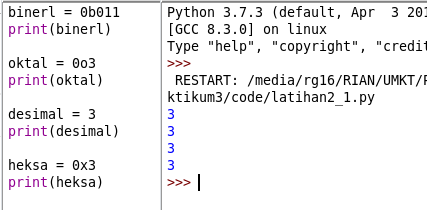 binerl = 0b011
print(binerl)
oktal = 0o3
print(oktal)
desimal = 3
print(desimal)
heksa = 0x3
print(heksa)
Python 3.7.3 (default, Apr  3 201
[GCC 8.3.0] on linux
Type "help", "copyright", "credit
>>>
 RESTART: /media/rg16/RIAN/UMKT/P
ktikum3/code/latihan2_1.py
3
3
3
3
>>>